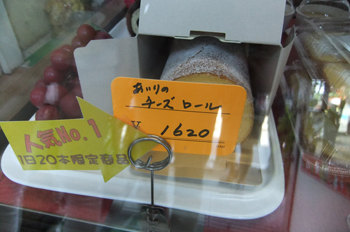 あいりの
チーズロール
¥1620
人気No.1
1日20本限定商品